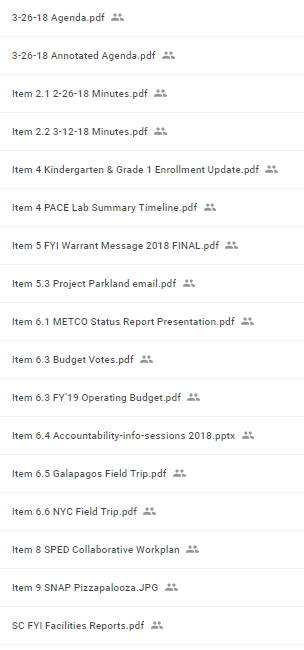 3-26-18 Agenda.pdf
3-26-18 Annotated Agenda.pdf
Item 2.1 2-26-18 Minutes.pdf
Item 2.2 3-12-18 Minutes.pdf
Item 4 Kindergarten & Grade 1 Enrollment Update.pdf
Item 4 PACE Lab Summary Timeline.pdf
Item 5 FYI Warrant Message 2018 FINAL.pdf
Item 5.3 Project Parkland email.pdf
Item 6.1 METCO Status Report Presentation.pdf
Item 6.3 Budget Votes.pdf
Item 6.3 FY'19 Operating Budget.pdf
Item 6.4 Accountability-info-sessions 2018.pptx
Item 6.5 Galapagos Field Trip.pdf
Item 6.6 NYC Field Trip.pdf
Item 8 SPED Collaborative Workplan
Item 9 SNAP Pizzapalooza.JPG
SC FYI Facilities Reports.pdf